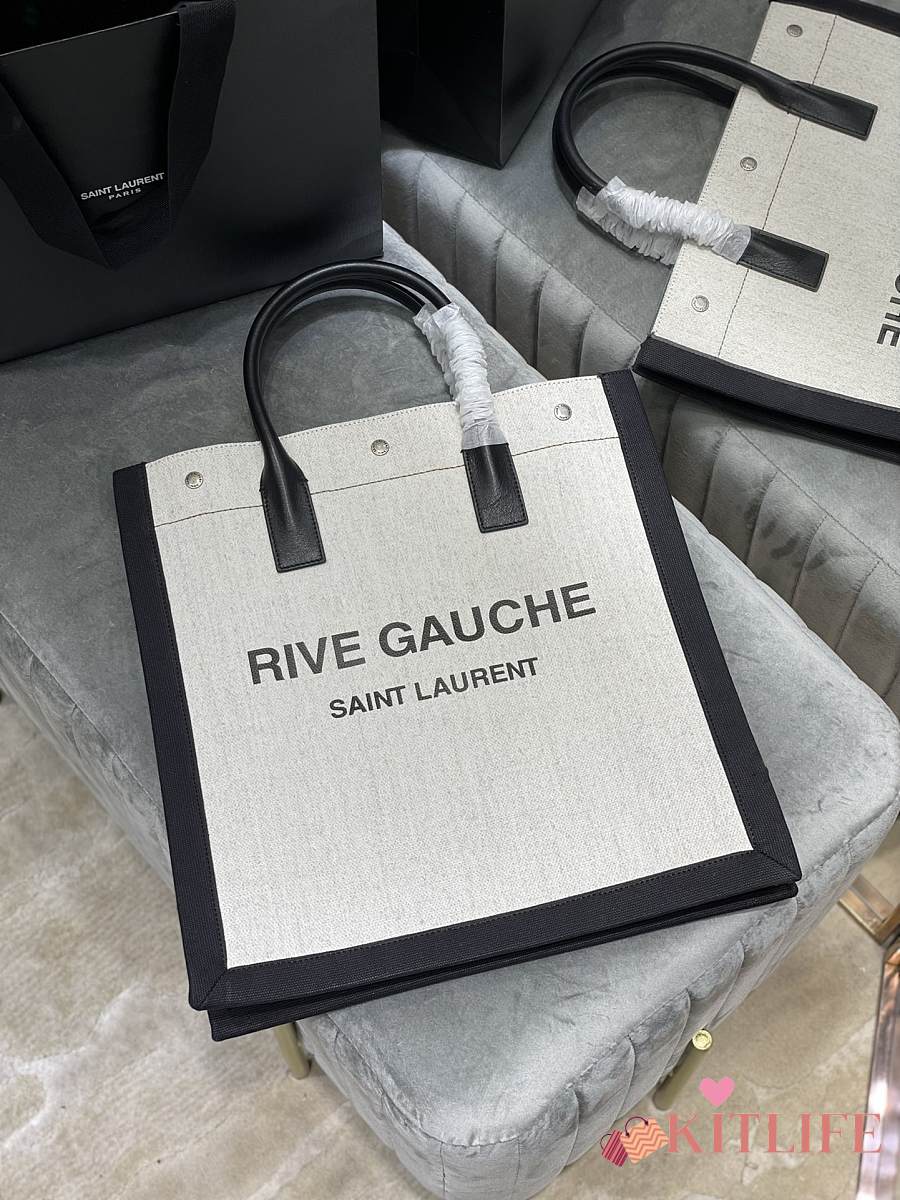 SAINT LAURENT
PARIS
RIVE GAUCHE
SAINT LAURENT
KITLIFE